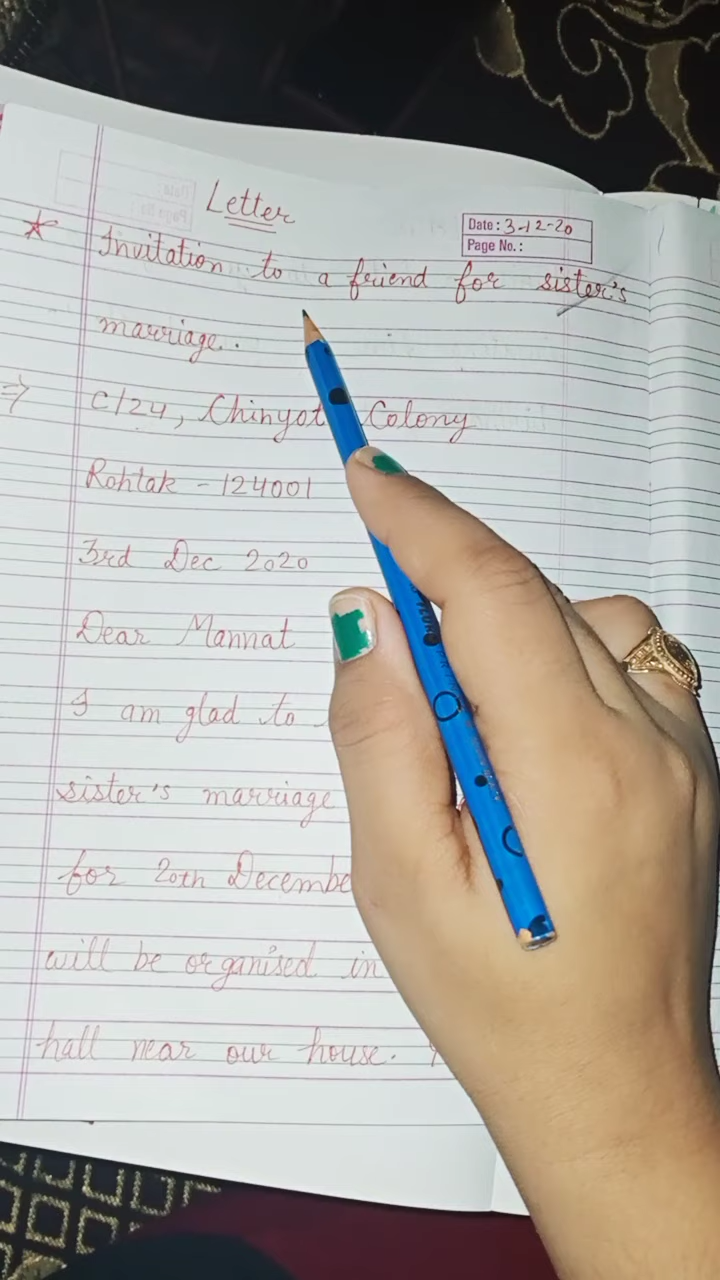 Letter
Date : 3-12-20
Page No.:
Invitation to a friend for sister's
marriage.
C124, Chinyot Colony
Rohtak - 124001
3rd Dec 2020
Dear Mannat
I am glad to
sister's marriage
for 20th Decembe
will be organised in
hall near our house.